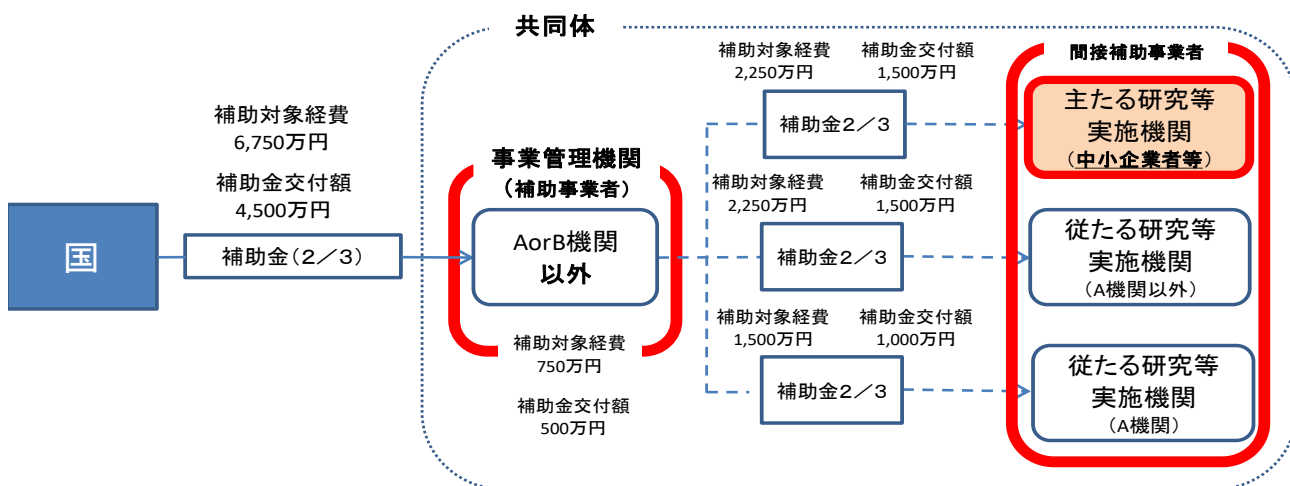 共同体
補助対象経費
6,750万円
補助金交付額
4,500万円
国
補助金(2／3)
事業管理機関
(補助事業者)
AorB機関
以外
補助対象経費
750万円
補助金交付額
500万円
補助対象経費
2,250万円
補助金交付額
1,500万円
補助金2／3
補助対象経費
2,250万円
補助金交付額
1,500万円
補助金2／3
補助対象経費
1,500万円
補助金交付額
1,000万円
補助金2／3
間接補助事業者
主たる研究等
実施機関
(中小企業者等)
従たる研究等
実施機関
(A機関以外)
従たる研究等
実施機関
(A機関)